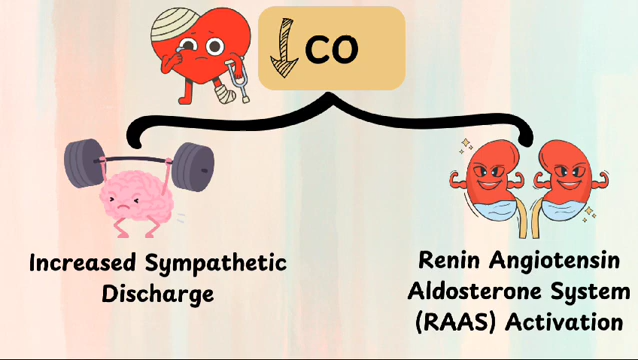 CO
Increased Sympathetic
Discharge
Renin Angiotensin
Aldosterone System
(RAAS) Activation